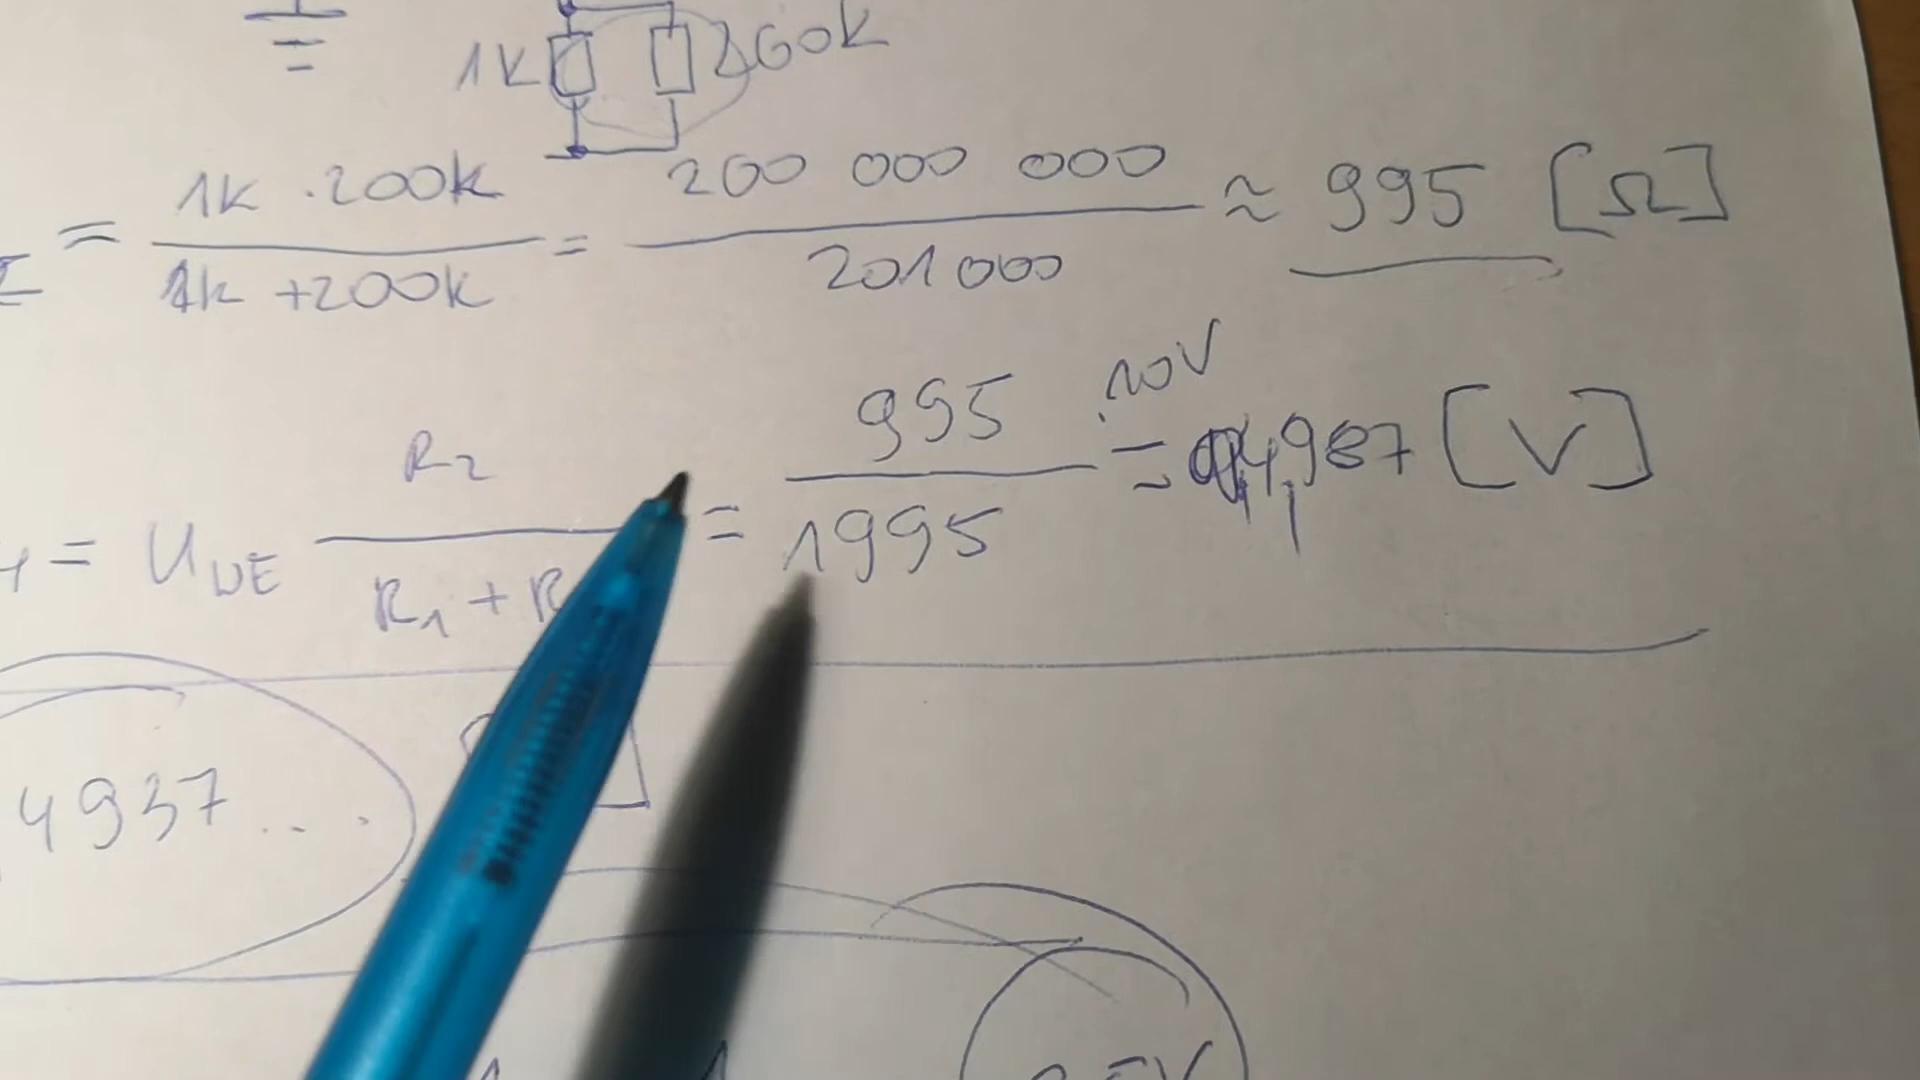 1K 200k
= 1k · 200k / 1k + 200k = 200 000 000 / 201 000 ≈ 995 [Ω]
= U_WE R2 / R1 + R = 995 / 1995 · 10V = 4,987 [V]
4937...